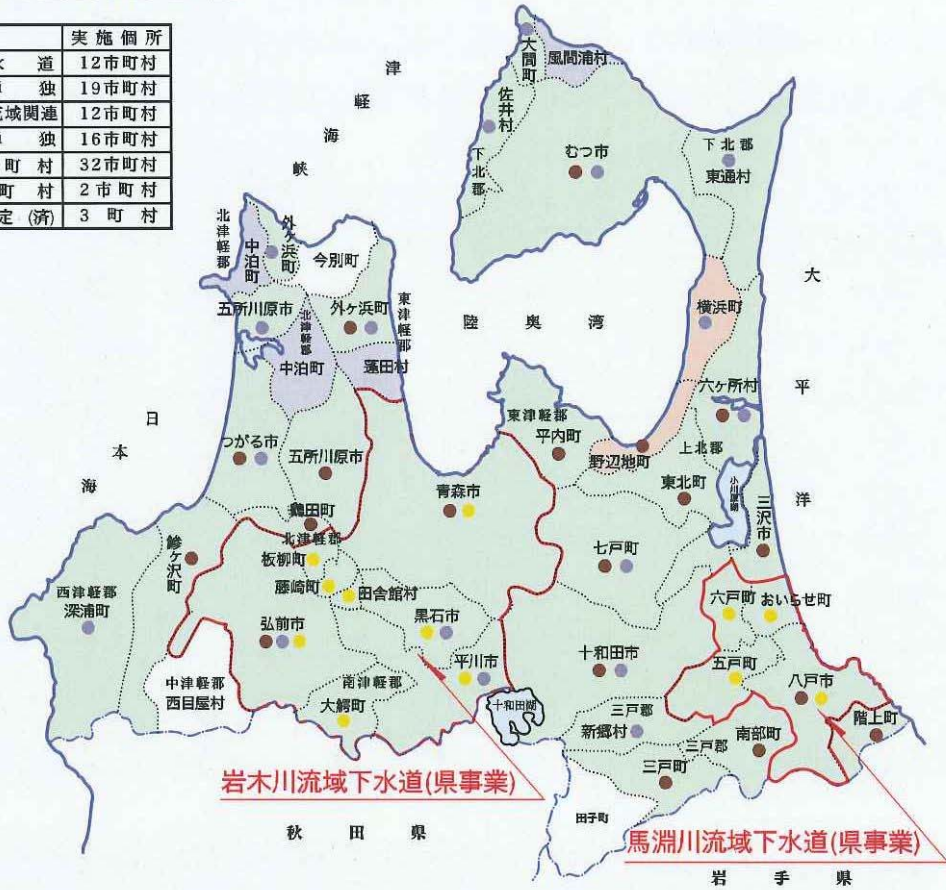 実施個所
水　道　12市町村
独　19市町村
流域関連　12市町村
独　16市町村
町　村　32市町村
町　村　2市町村
定(済)　3　町　村
津軽海峡
大間町
風間浦村
佐井村
下北郡
むつ市
下北郡
東通村
北津軽郡
中泊町
外ヶ浜町
今別町
五所川原市
北津軽郡
外ヶ浜町
東津軽郡
中泊町
蓬田村
陸奥湾
横浜町
大平洋
六ヶ所村
日本海
つがる市
五所川原市
東津軽郡
平内町
野辺地町
上北郡
東北町
小川原湖
三沢市
青森市
鶴田町
北津軽郡
板柳町
鰺ヶ沢町
七戸町
藤崎町
田舎館村
六戸町
おいらせ町
西津軽郡
深浦町
弘前市
黒石市
平川市
十和田市
五戸町
八戸市
中津軽郡
西目屋村
南津軽郡
大鰐町
十和田湖
三戸郡
新郷村
三戸郡
南部町
階上町
三戸町
岩木川流域下水道(県事業)
田子町
秋田県
馬淵川流域下水道(県事業)
岩手県